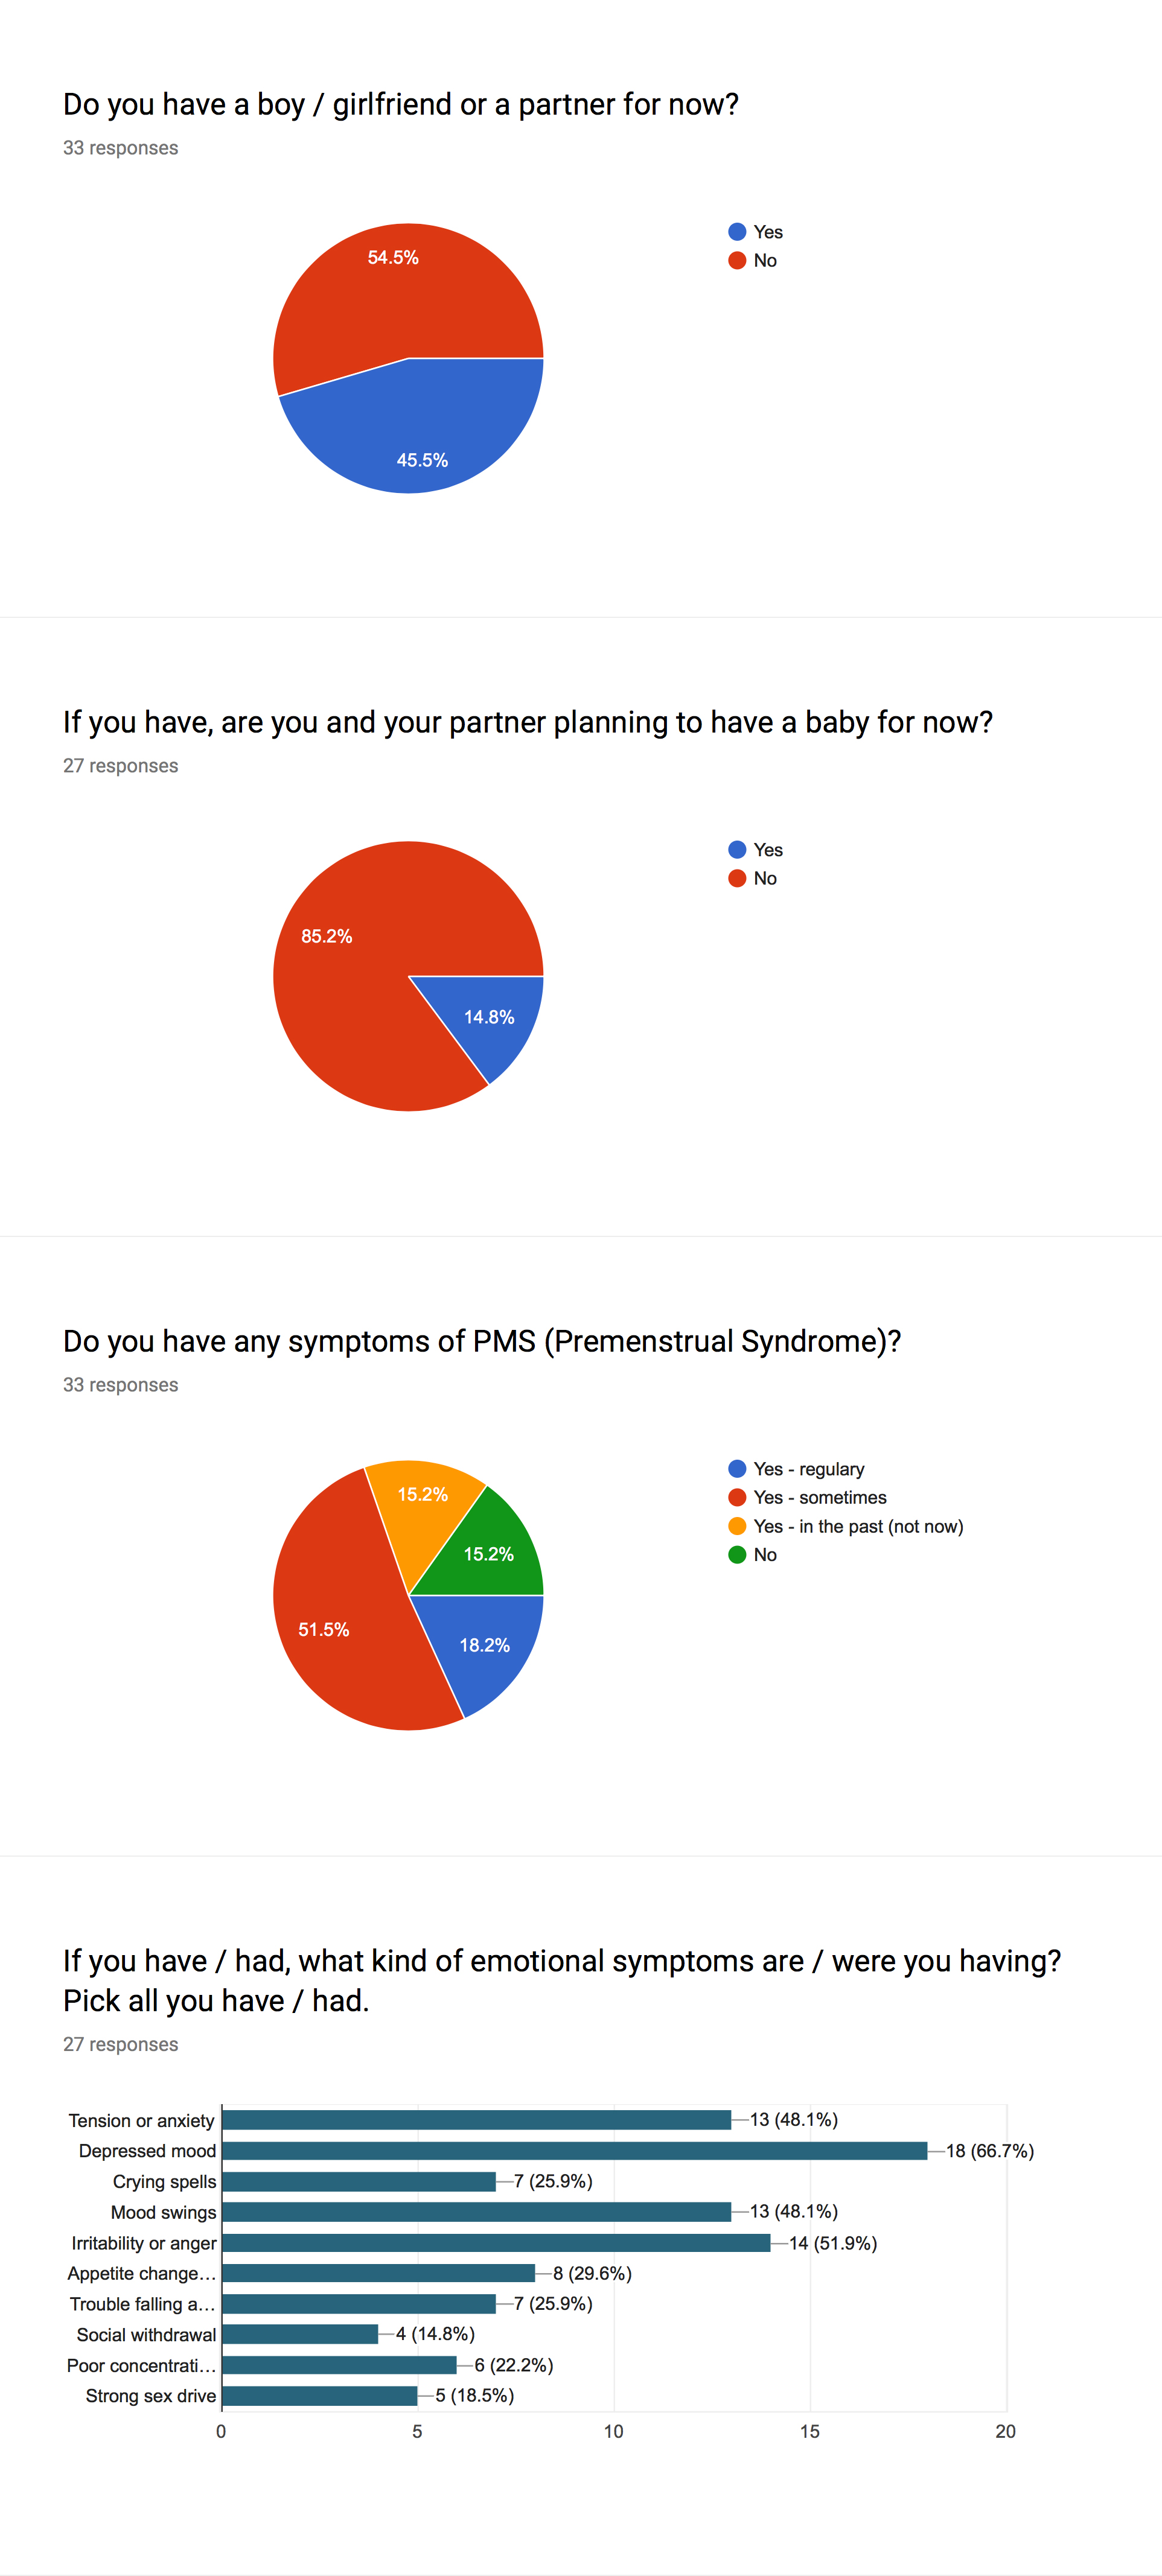 Do you have a boy / girlfriend or a partner for now?
33 responses
54.5%
45.5%
Yes
No
If you have, are you and your partner planning to have a baby for now?
27 responses
85.2%
14.8%
Yes
No
Do you have any symptoms of PMS (Premenstrual Syndrome)?
33 responses
15.2%
15.2%
51.5%
18.2%
Yes - regulary
Yes - sometimes
Yes - in the past (not now)
No
If you have / had, what kind of emotional symptoms are / were you having?
Pick all you have / had.
27 responses
Tension or anxiety 13 (48.1%)
Depressed mood 18 (66.7%)
Crying spells 7 (25.9%)
Mood swings 13 (48.1%)
Irritability or anger 14 (51.9%)
Appetite change... 8 (29.6%)
Trouble falling a... 7 (25.9%)
Social withdrawal 4 (14.8%)
Poor concentrati... 6 (22.2%)
Strong sex drive 5 (18.5%)
0 5 10 15 20